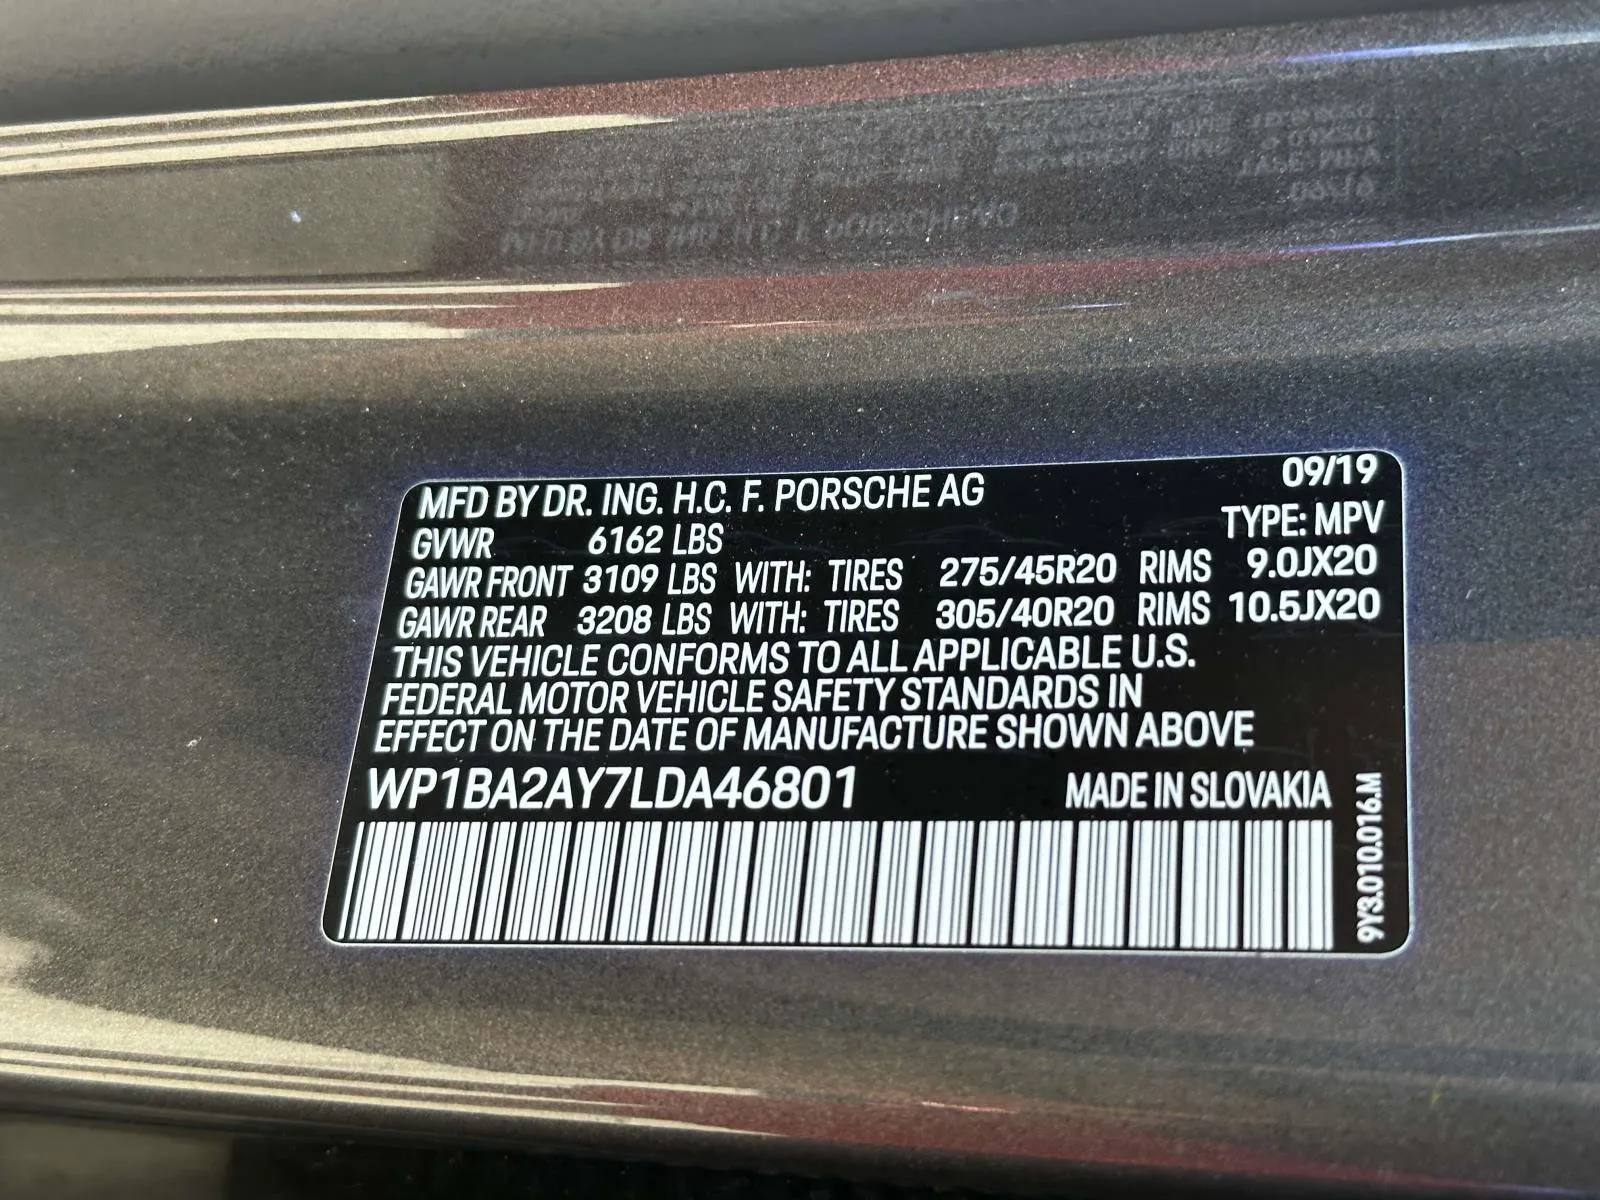 MFD BY DR. ING. H.C. F. PORSCHE AG 09/19
GVWR 6162 LBS TYPE: MPV
GAWR FRONT 3109 LBS WITH: TIRES 275/45R20 RIMS 9.0JX20
GAWR REAR 3208 LBS WITH: TIRES 305/40R20 RIMS 10.5JX20
THIS VEHICLE CONFORMS TO ALL APPLICABLE U.S.
FEDERAL MOTOR VEHICLE SAFETY STANDARDS IN
EFFECT ON THE DATE OF MANUFACTURE SHOWN ABOVE
WP1BA2AY7LDA46801 MADE IN SLOVAKIA
9Y3.010.016.M